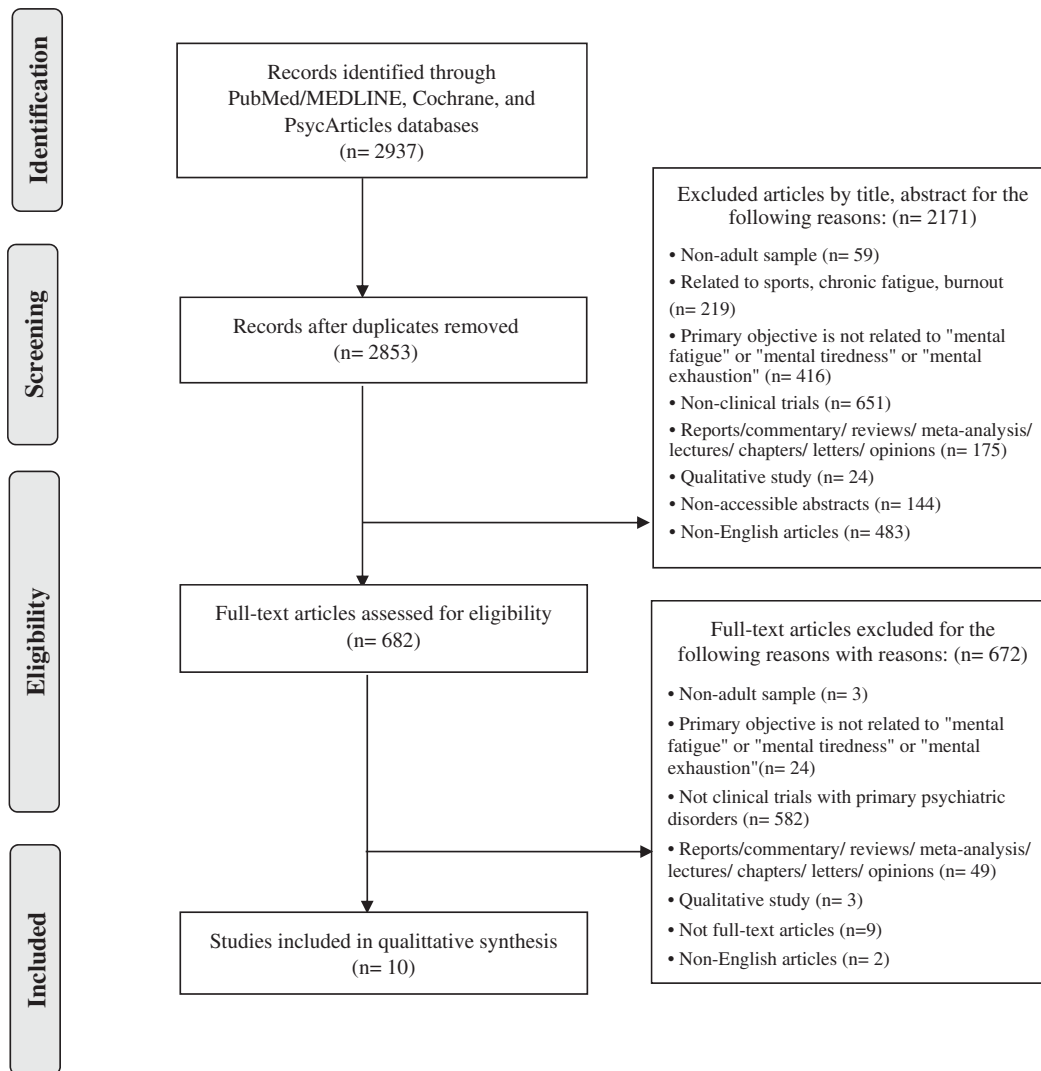 Identification
Records identified through
PubMed/MEDLINE, Cochrane, and
PsycArticles databases
(n= 2937)
Excluded articles by title, abstract for the
following reasons: (n= 2171)
• Non-adult sample (n= 59)
• Related to sports, chronic fatigue, burnout
(n= 219)
• Primary objective is not related to "mental
fatigue" or "mental tiredness" or "mental
exhaustion" (n= 416)
• Non-clinical trials (n= 651)
• Reports/commentary/ reviews/ meta-analysis/
lectures/ chapters/ letters/ opinions (n= 175)
• Qualitative study (n= 24)
• Non-accessible abstracts (n= 144)
• Non-English articles (n= 483)
Screening
Records after duplicates removed
(n= 2853)
Eligibility
Full-text articles assessed for eligibility
(n= 682)
Full-text articles excluded for the
following reasons with reasons: (n= 672)
• Non-adult sample (n= 3)
• Primary objective is not related to "mental
fatigue" or "mental tiredness" or "mental
exhaustion"(n= 24)
• Not clinical trials with primary psychiatric
disorders (n= 582)
• Reports/commentary/ reviews/ meta-analysis/
lectures/ chapters/ letters/ opinions (n= 49)
• Qualitative study (n= 3)
• Not full-text articles (n=9)
• Non-English articles (n= 2)
Included
Studies included in qualittative synthesis
(n= 10)